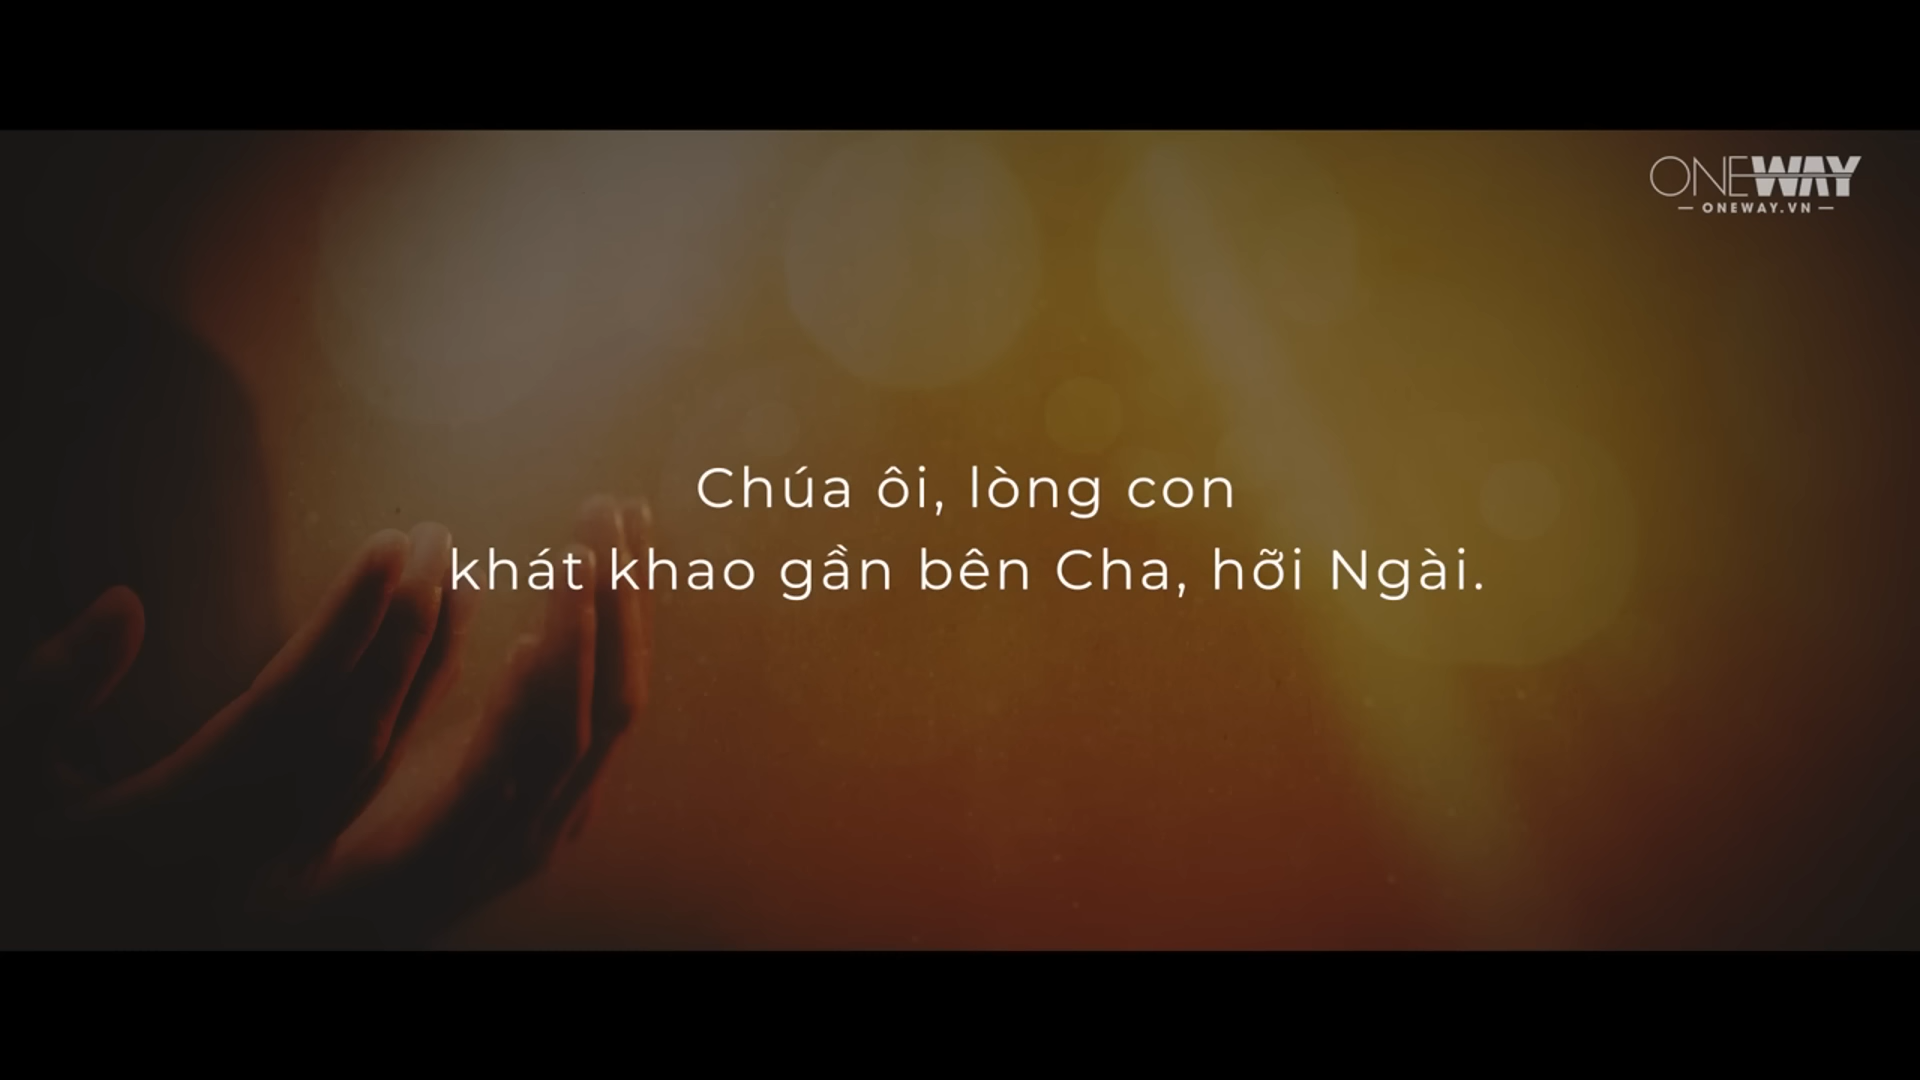 ONEWAY
ONEWAY.VN
Chúa ôi, lòng con
khát khao gần bên Cha, hỡi Ngài.